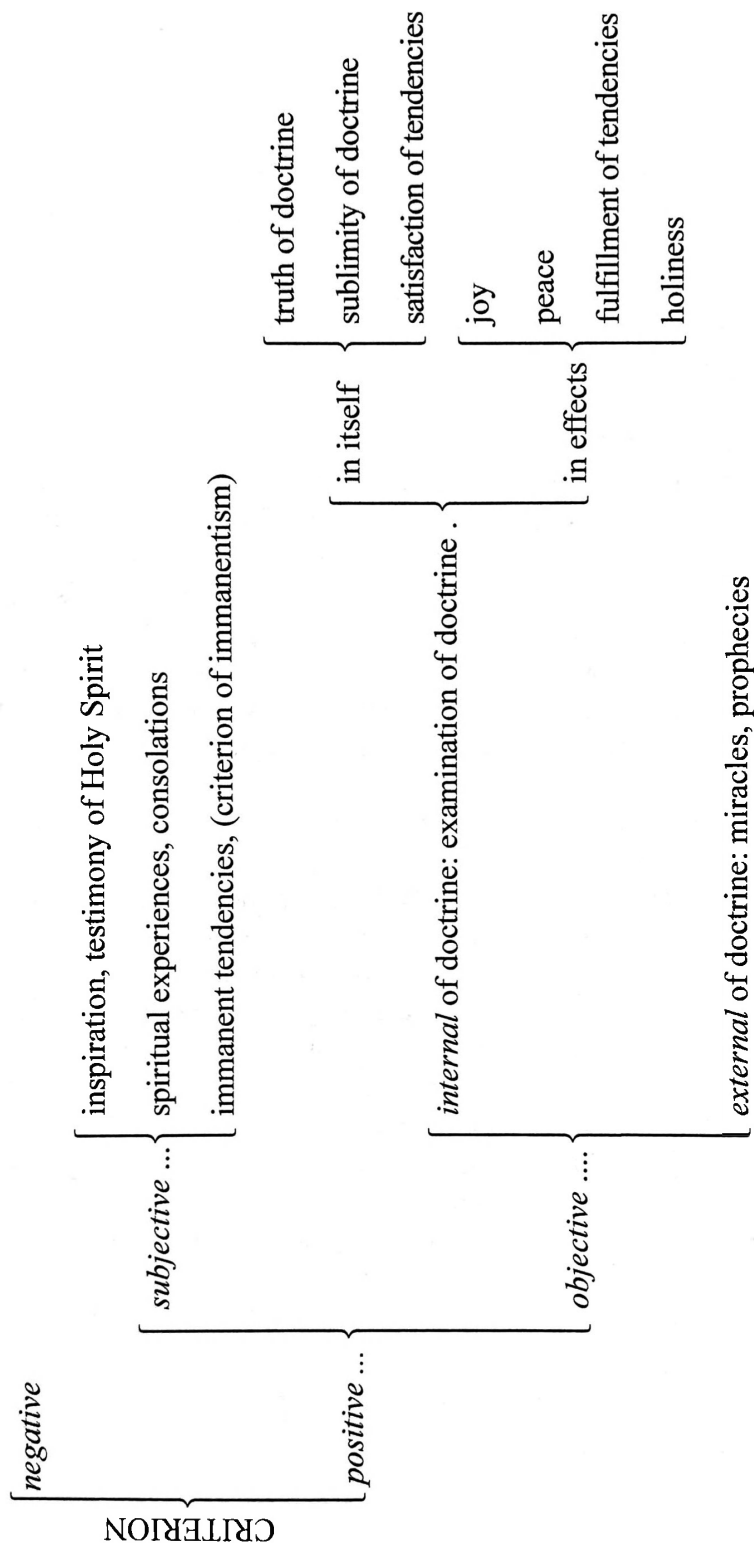 CRITERION
negative
positive ...
subjective ...
inspiration, testimony of Holy Spirit
spiritual experiences, consolations
immanent tendencies, (criterion of immanentism)
objective ....
internal of doctrine: examination of doctrine .
in itself
truth of doctrine
sublimity of doctrine
satisfaction of tendencies
in effects
joy
peace
fulfillment of tendencies
holiness
external of doctrine: miracles, prophecies